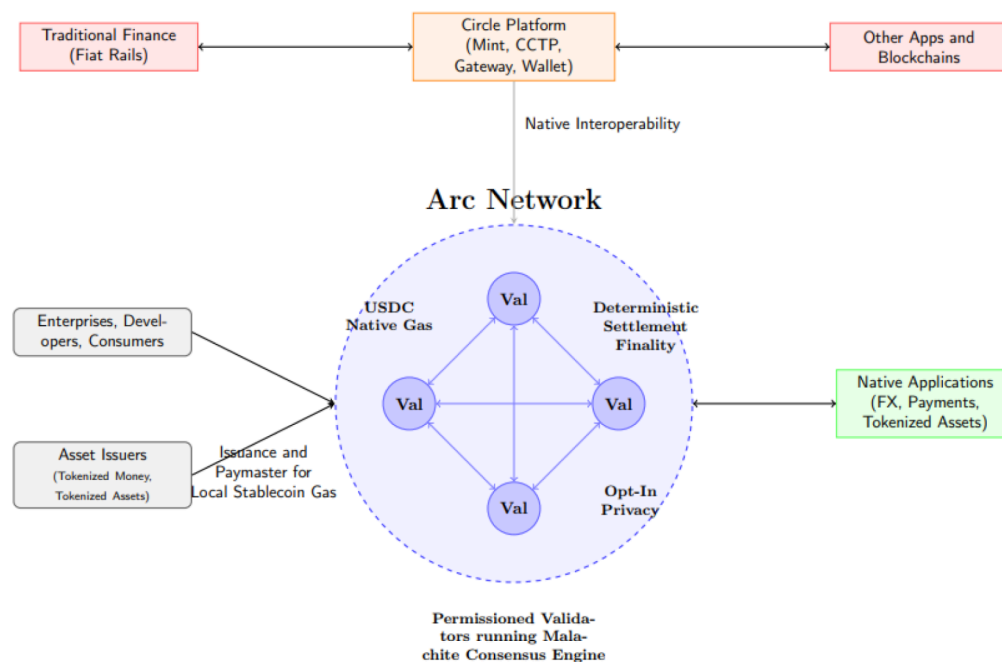 Traditional Finance
(Fiat Rails)
Circle Platform
(Mint, CCTP,
Gateway, Wallet)
Other Apps and
Blockchains
Native Interoperability
Arc Network
Val
USDC
Native Gas
Deterministic
Settlement
Finality
Enterprises, Devel-
opers, Consumers
Val
Val
Native Applications
(FX, Payments,
Tokenized Assets)
Asset Issuers
(Tokenized Money,
Tokenized Assets)
Issuance and
Paymaster for
Local Stablecoin Gas
Val
Opt-In
Privacy
Permissioned Valida-
tors running Mala-
chite Consensus Engine